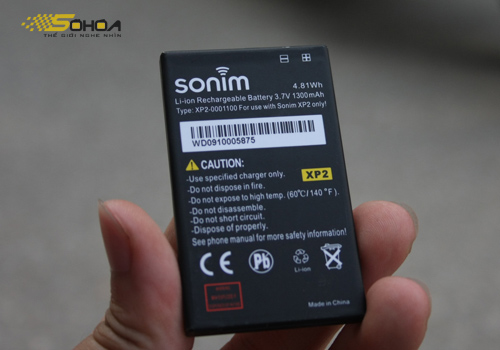 SOHOA
THẾ GIỚI NGHE NHÌN
sonim
4.81Wh
Li-ion Rechargeable Battery 3.7V 1300mAh
Type: XP2-0001100 For use with Sonim XP2 only!
WD0910005875
CAUTION:
XP2
-Use specified charger only.
-Do not dispose in fire.
-Do not expose to high temp. (60℃/ 140 °F).
-Do not disassemble.
-Do not short circuit.
- Dispose of properly.
See phone manual for more safety information!
CE
Pb
Li-ion
Made in China